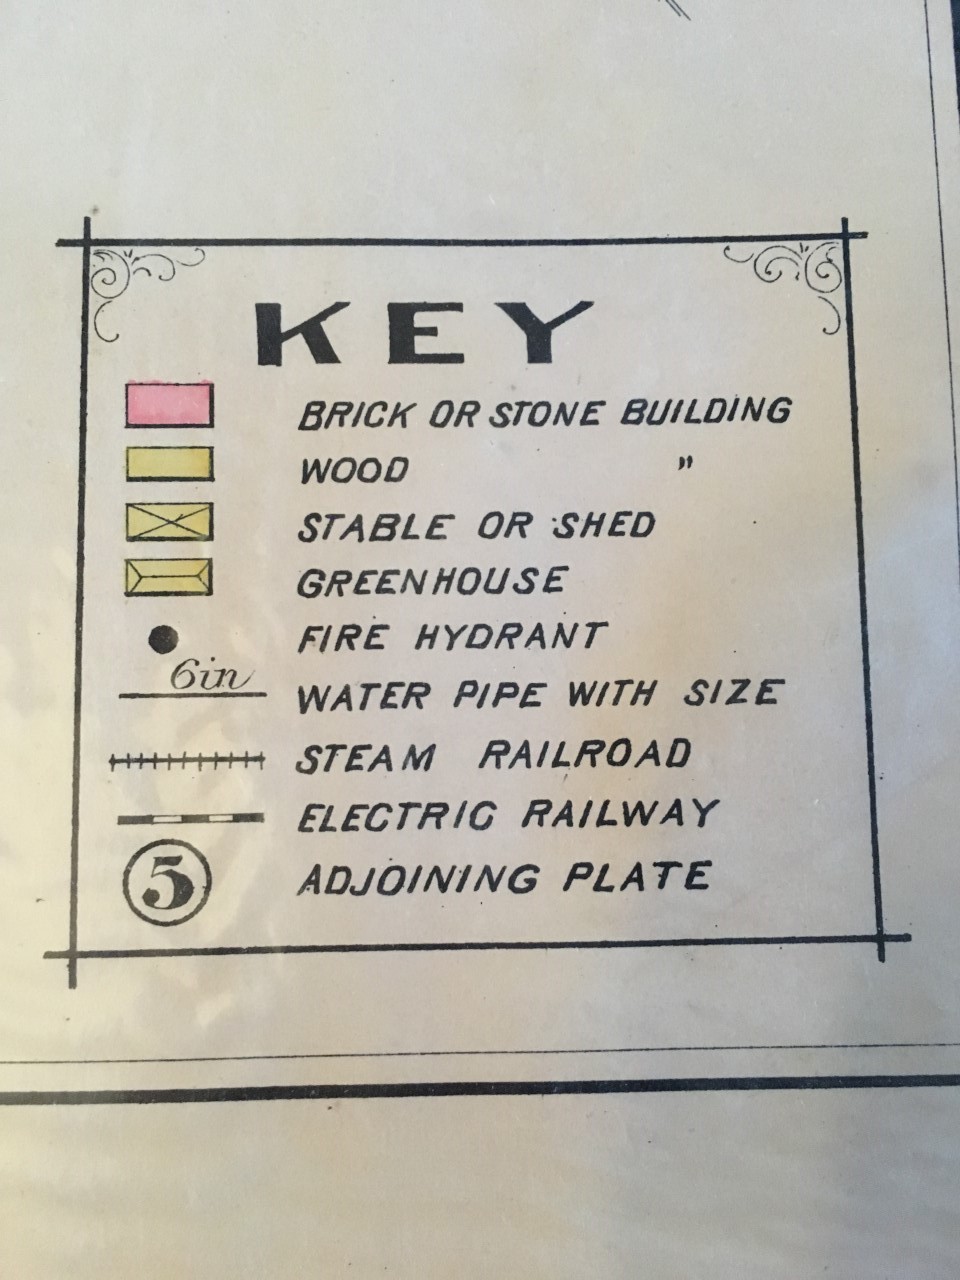 KEY
BRICK OR STONE BUILDING
WOOD "
STABLE OR SHED
GREENHOUSE
FIRE HYDRANT
6in WATER PIPE WITH SIZE
STEAM RAILROAD
ELECTRIC RAILWAY
5 ADJOINING PLATE